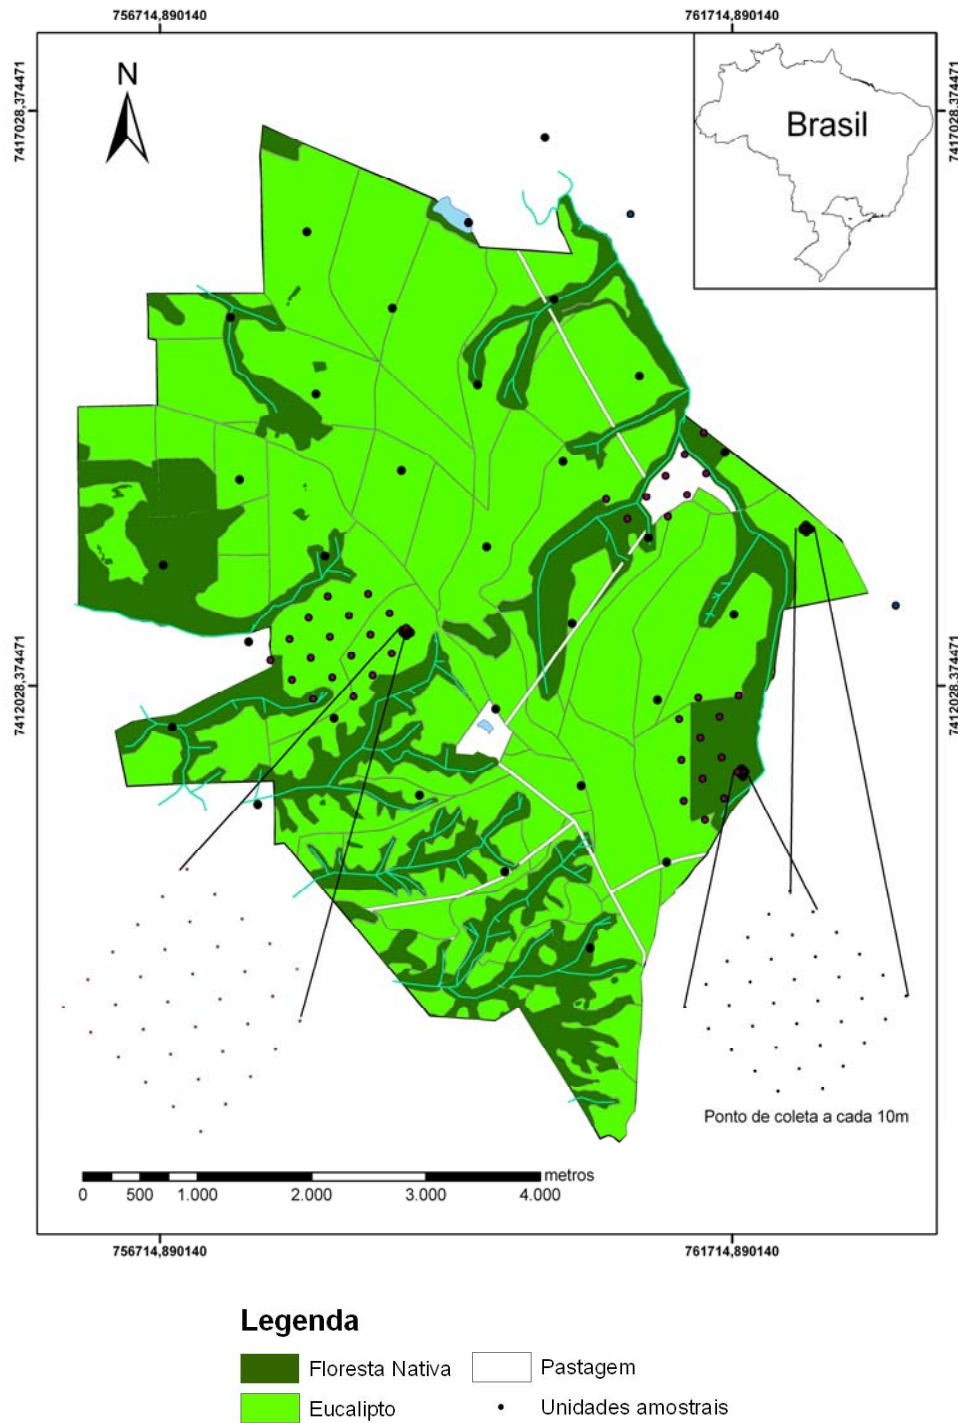 756714,890140
761714,890140
7417028,374471
7417028,374471
N
Brasil
7412028,374471
7412028,374471
Ponto de coleta a cada 10m
metros
0 500 1.000 2.000 3.000 4.000
756714,890140
761714,890140
Legenda
Floresta Nativa
Pastagem
Eucalipto
Unidades amostrais